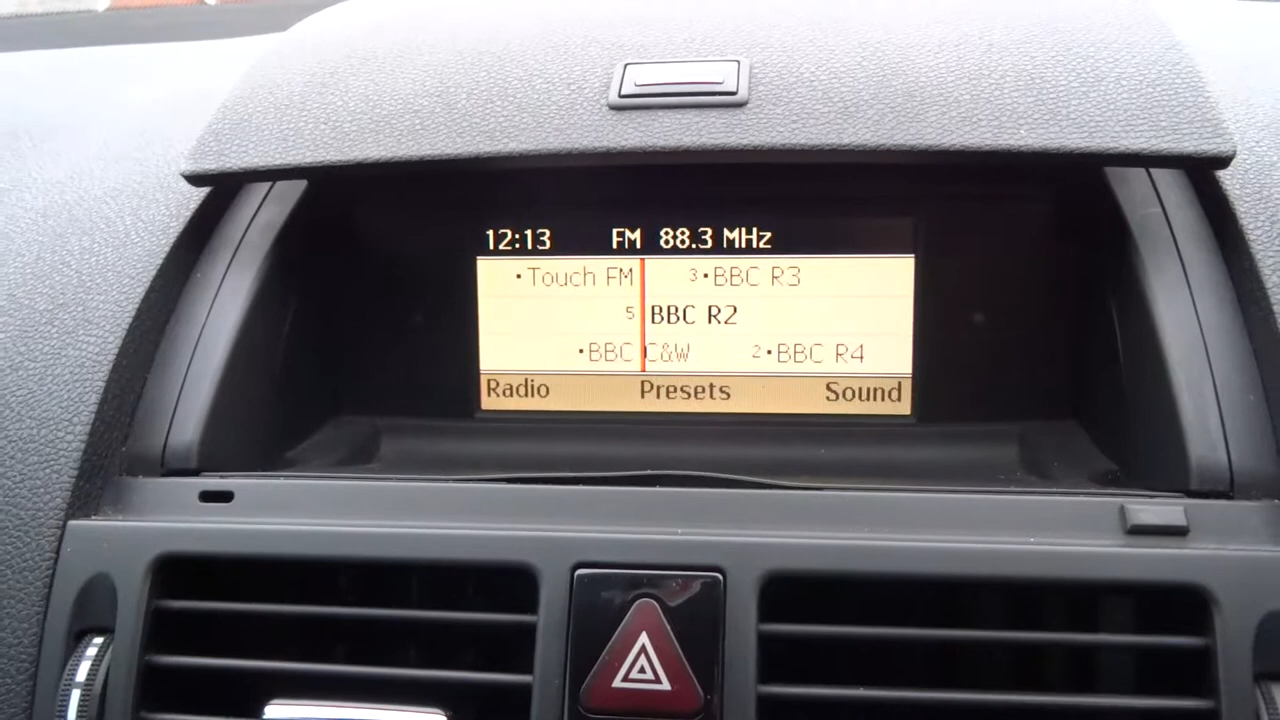 12:13 FM 88.3 MHz
•Touch FM 3•BBC R3
5 BBC R2
•BBC C&W 2•BBC R4
Radio Presets Sound